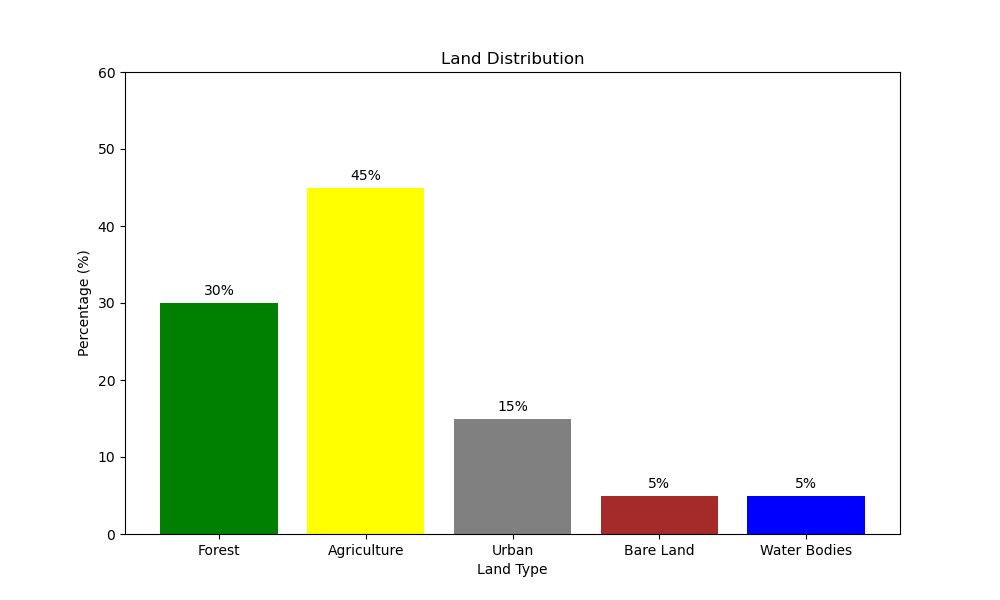 Land Distribution
Percentage (%)
60
50
40
30
20
10
0
45%
30%
15%
5%
5%
Forest
Agriculture
Urban
Bare Land
Water Bodies
Land Type